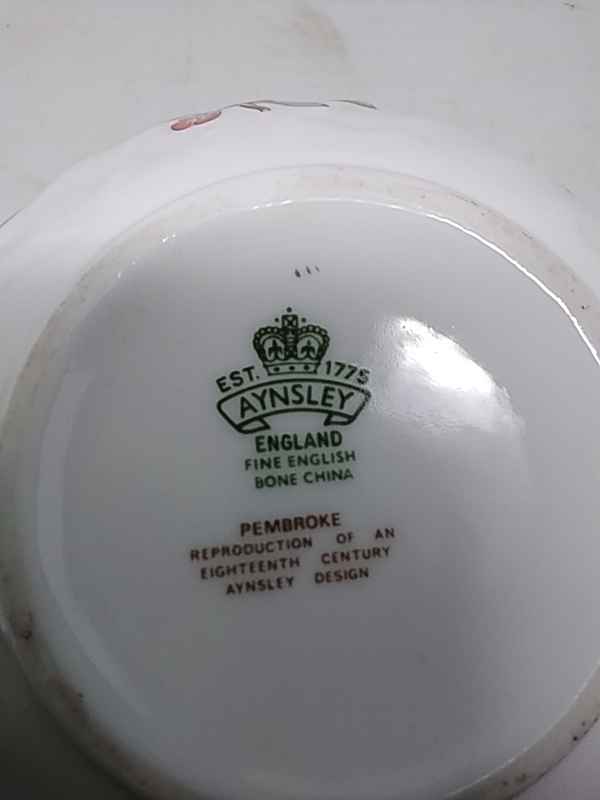 EST. 1775
AYNSLEY
ENGLAND
FINE ENGLISH
BONE CHINA
PEMBROKE
REPRODUCTION OF AN
EIGHTEENTH CENTURY
AYNSLEY DESIGN